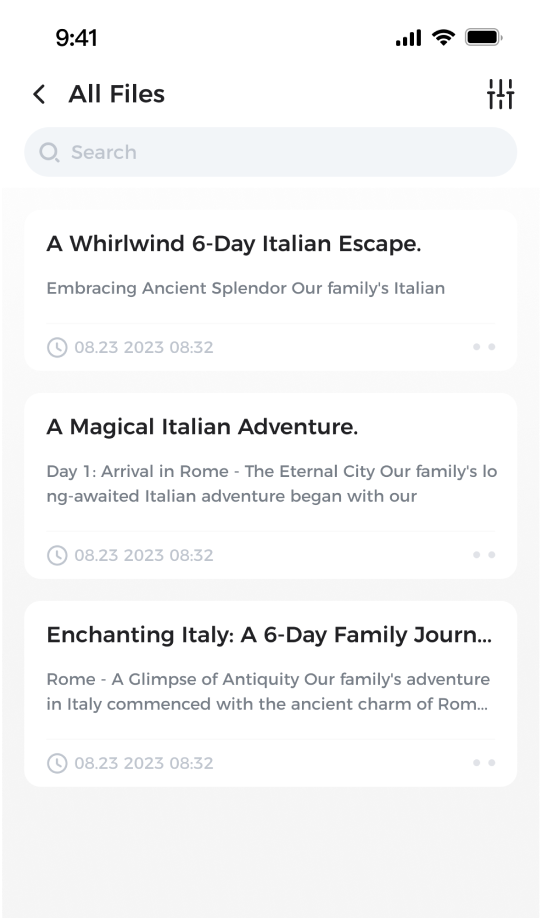 9:41
All Files
Search
A Whirlwind 6-Day Italian Escape.
Embracing Ancient Splendor Our family's Italian
08.23 2023 08:32
A Magical Italian Adventure.
Day 1: Arrival in Rome - The Eternal City Our family's lo
ng-awaited Italian adventure began with our
08.23 2023 08:32
Enchanting Italy: A 6-Day Family Journ...
Rome - A Glimpse of Antiquity Our family's adventure
in Italy commenced with the ancient charm of Rom...
08.23 2023 08:32